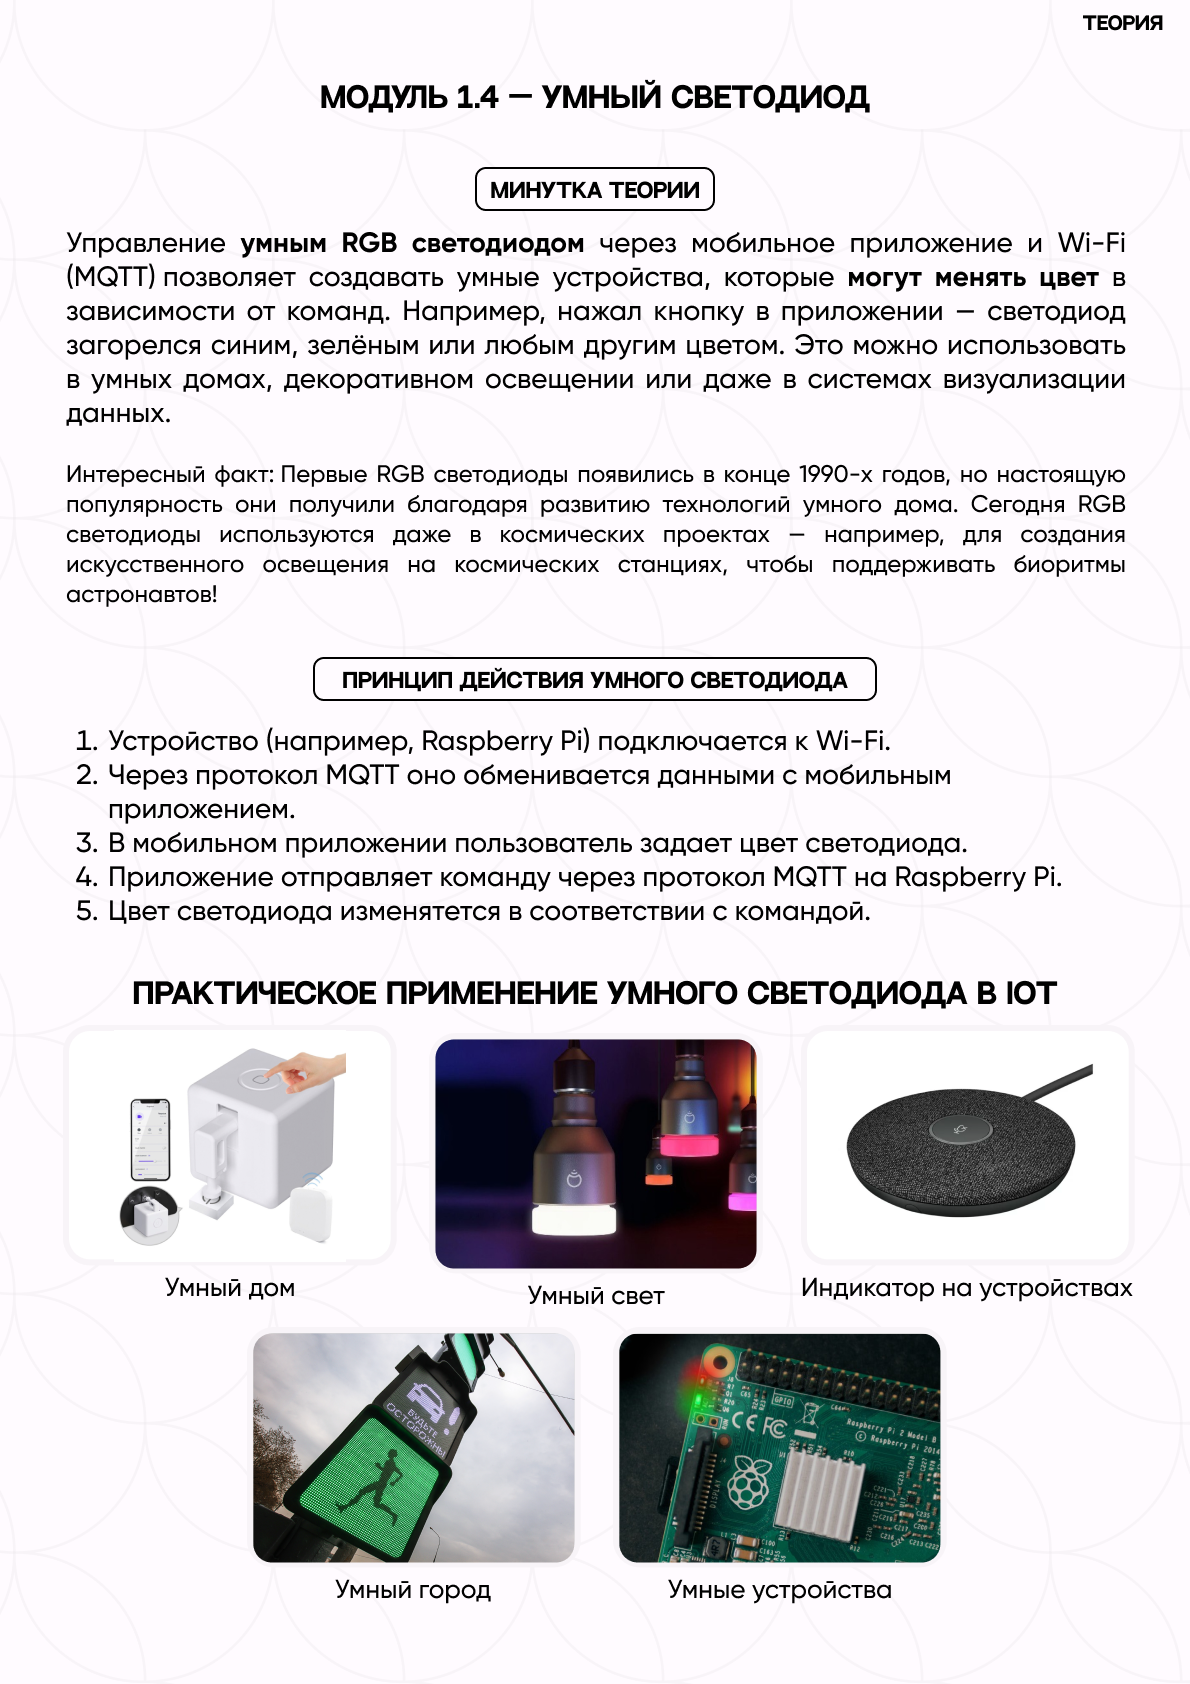 ТЕОРИЯ
МОДУЛЬ 1.4 — УМНЫЙ СВЕТОДИОД
МИНУТКА ТЕОРИИ
Управление умным RGB светодиодом через мобильное приложение и Wi-Fi
(MQTT) позволяет создавать умные устройства, которые могут менять цвет в
зависимости от команд. Например, нажал кнопку в приложении — светодиод
загорелся синим, зелёным или любым другим цветом. Это можно использовать
в умных домах, декоративном освещении или даже в системах визуализации
данных.
Интересный факт: Первые RGB светодиоды появились в конце 1990-х годов, но настоящую
популярность они получили благодаря развитию технологий умного дома. Сегодня RGB
светодиоды используются даже в космических проектах — например, для создания
искусственного освещения на космических станциях, чтобы поддерживать биоритмы
астронавтов!
ПРИНЦИП ДЕЙСТВИЯ УМНОГО СВЕТОДИОДА
1. Устройство (например, Raspberry Pi) подключается к Wi-Fi.
2. Через протокол MQTT оно обменивается данными с мобильным
приложением.
3. В мобильном приложении пользователь задает цвет светодиода.
4. Приложение отправляет команду через протокол MQTT на Raspberry Pi.
5. Цвет светодиода изменятется в соответствии с командой.
ПРАКТИЧЕСКОЕ ПРИМЕНЕНИЕ УМНОГО СВЕТОДИОДА В IOT
Умный дом
Умный свет
Индикатор на устройствах
БУДЬТЕ
ОСТОРОЖНЫ
GPIO
Raspberry Pi 2 Model B
© Raspberry Pi 2014
DISPLAY
Умный город
Умные устройства